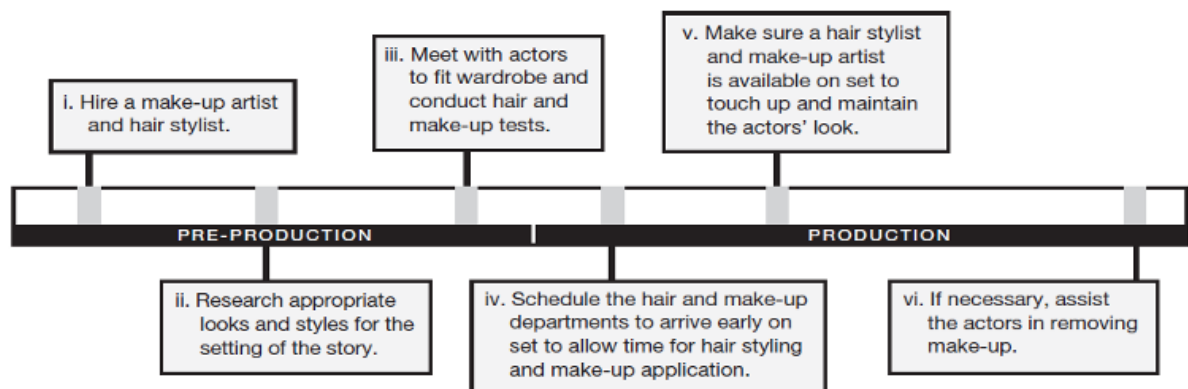 i. Hire a make-up artist
and hair stylist.
iii. Meet with actors
to fit wardrobe and
conduct hair and
make-up tests.
v. Make sure a hair stylist
and make-up artist
is available on set to
touch up and maintain
the actors’ look.
PRE-PRODUCTION
PRODUCTION
ii. Research appropriate
looks and styles for the
setting of the story.
iv. Schedule the hair and make-up
departments to arrive early on
set to allow time for hair styling
and make-up application.
vi. If necessary, assist
the actors in removing
make-up.